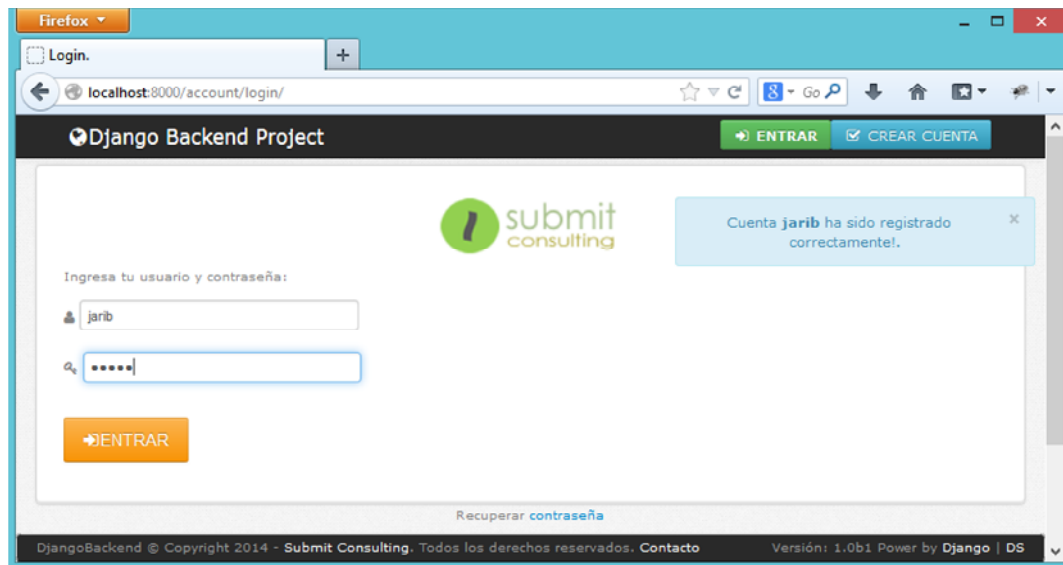 Firefox
Login.
localhost:8000/account/login/
Go
Django Backend Project
ENTRAR
CREAR CUENTA
submit
consulting
Cuenta jarib ha sido registrado
correctamente!.
Ingresa tu usuario y contraseña:
jarib
ENTRAR
Recuperar contraseña
DjangoBackend © Copyright 2014 - Submit Consulting. Todos los derechos reservados. Contacto
Versión: 1.0b1 Power by Django | DS